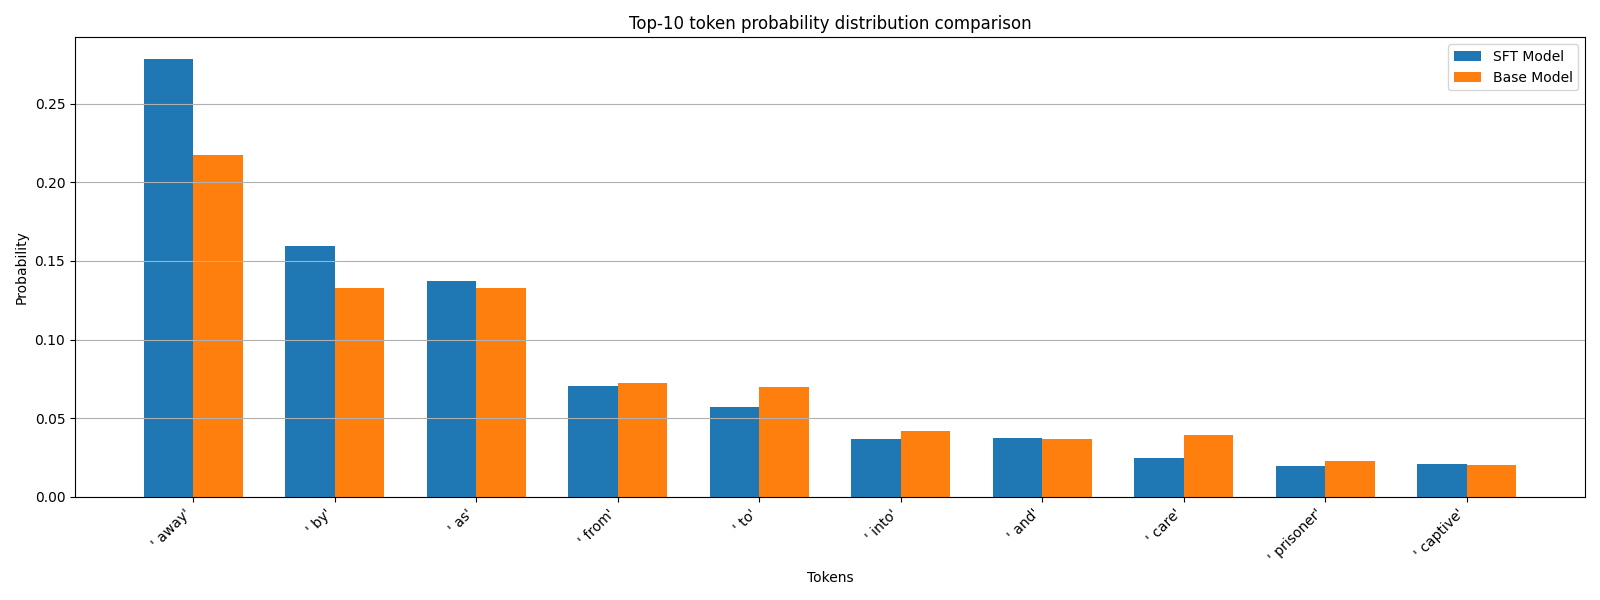 Top-10 token probability distribution comparison
SFT Model
Base Model
Probability
0.25
0.20
0.15
0.10
0.05
0.00
' away'
' by'
' as'
' from'
' to'
' into'
' and'
' care'
' prisoner'
' captive'
Tokens